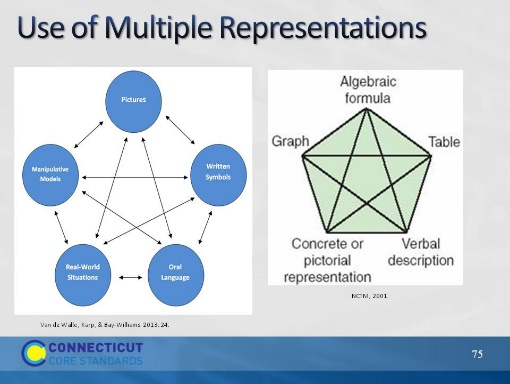 Use of Multiple Representations
Pictures
Manipulative
Models
Written
Symbols
Real-World
Situations
Oral
Language
Van de Walle, Karp, & Bay-Williams 2013, 24.
Algebraic
formula
Graph
Table
Concrete or
pictorial
representation
Verbal
description
NCTM, 2001
CONNECTICUT
CORE STANDARDS
75